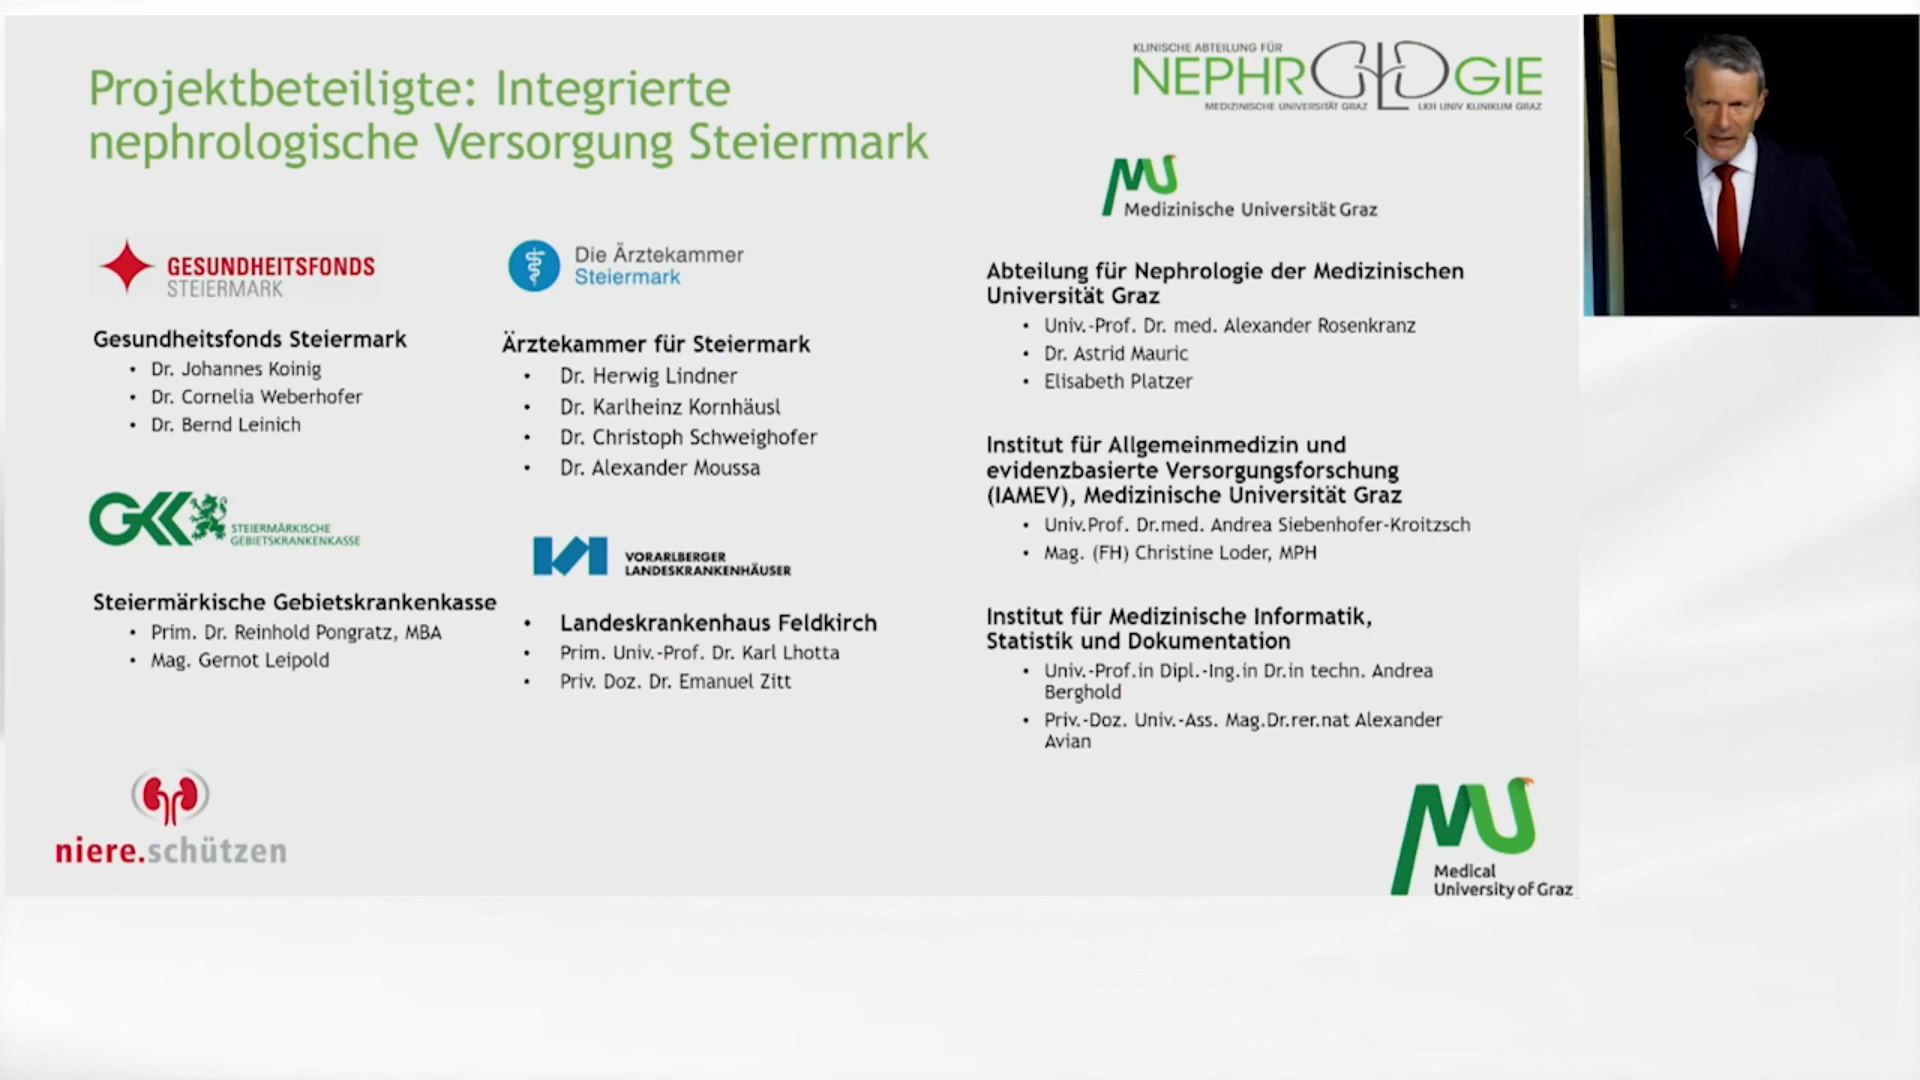 Projektbeteiligte: Integrierte
nephrologische Versorgung Steiermark
KLINISCHE ABTEILUNG FÜR
NEPHROLOGIE
MEDIZINISCHE UNIVERSITÄT GRAZ LKH UNIV KLINIKUM GRAZ
MU
Medizinische Universität Graz
GESUNDHEITSFONDS
STEIERMARK
Gesundheitsfonds Steiermark
• Dr. Johannes Koinig
• Dr. Cornelia Weberhofer
• Dr. Bernd Leinich
GKK
STEIERMÄRKISCHE
GEBIETSKRANKENKASSE
Steiermärkische Gebietskrankenkasse
• Prim. Dr. Reinhold Pongratz, MBA
• Mag. Gernot Leipold
Die Ärztekammer
Steiermark
Ärztekammer für Steiermark
• Dr. Herwig Lindner
• Dr. Karlheinz Kornhäusl
• Dr. Christoph Schweighofer
• Dr. Alexander Moussa
VORARLBERGER
LANDESKRANKENHÄUSER
• Landeskrankenhaus Feldkirch
• Prim. Univ.-Prof. Dr. Karl Lhotta
• Priv. Doz. Dr. Emanuel Zitt
Abteilung für Nephrologie der Medizinischen
Universität Graz
• Univ.-Prof. Dr. med. Alexander Rosenkranz
• Dr. Astrid Mauric
• Elisabeth Platzer
Institut für Allgemeinmedizin und
evidenzbasierte Versorgungsforschung
(IAMEV), Medizinische Universität Graz
• Univ.Prof. Dr.med. Andrea Siebenhofer-Kroitzsch
• Mag. (FH) Christine Loder, MPH
Institut für Medizinische Informatik,
Statistik und Dokumentation
• Univ.-Prof.in Dipl.-Ing.in Dr.in techn. Andrea
Berghold
• Priv.-Doz. Univ.-Ass. Mag.Dr.rer.nat Alexander
Avian
niere.schützen
MU
Medical
University of Graz